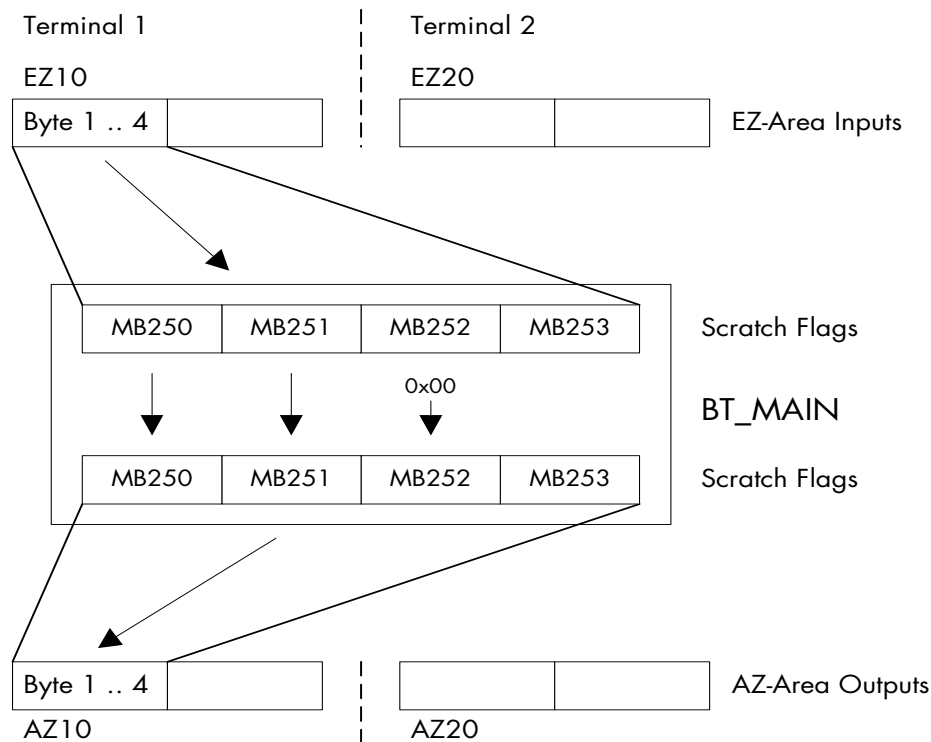 Terminal 1
Terminal 2
EZ10
EZ20
Byte 1 .. 4
EZ-Area Inputs
MB250
MB251
MB252
MB253
Scratch Flags
0x00
BT_MAIN
MB250
MB251
MB252
MB253
Scratch Flags
Byte 1 .. 4
AZ-Area Outputs
AZ10
AZ20